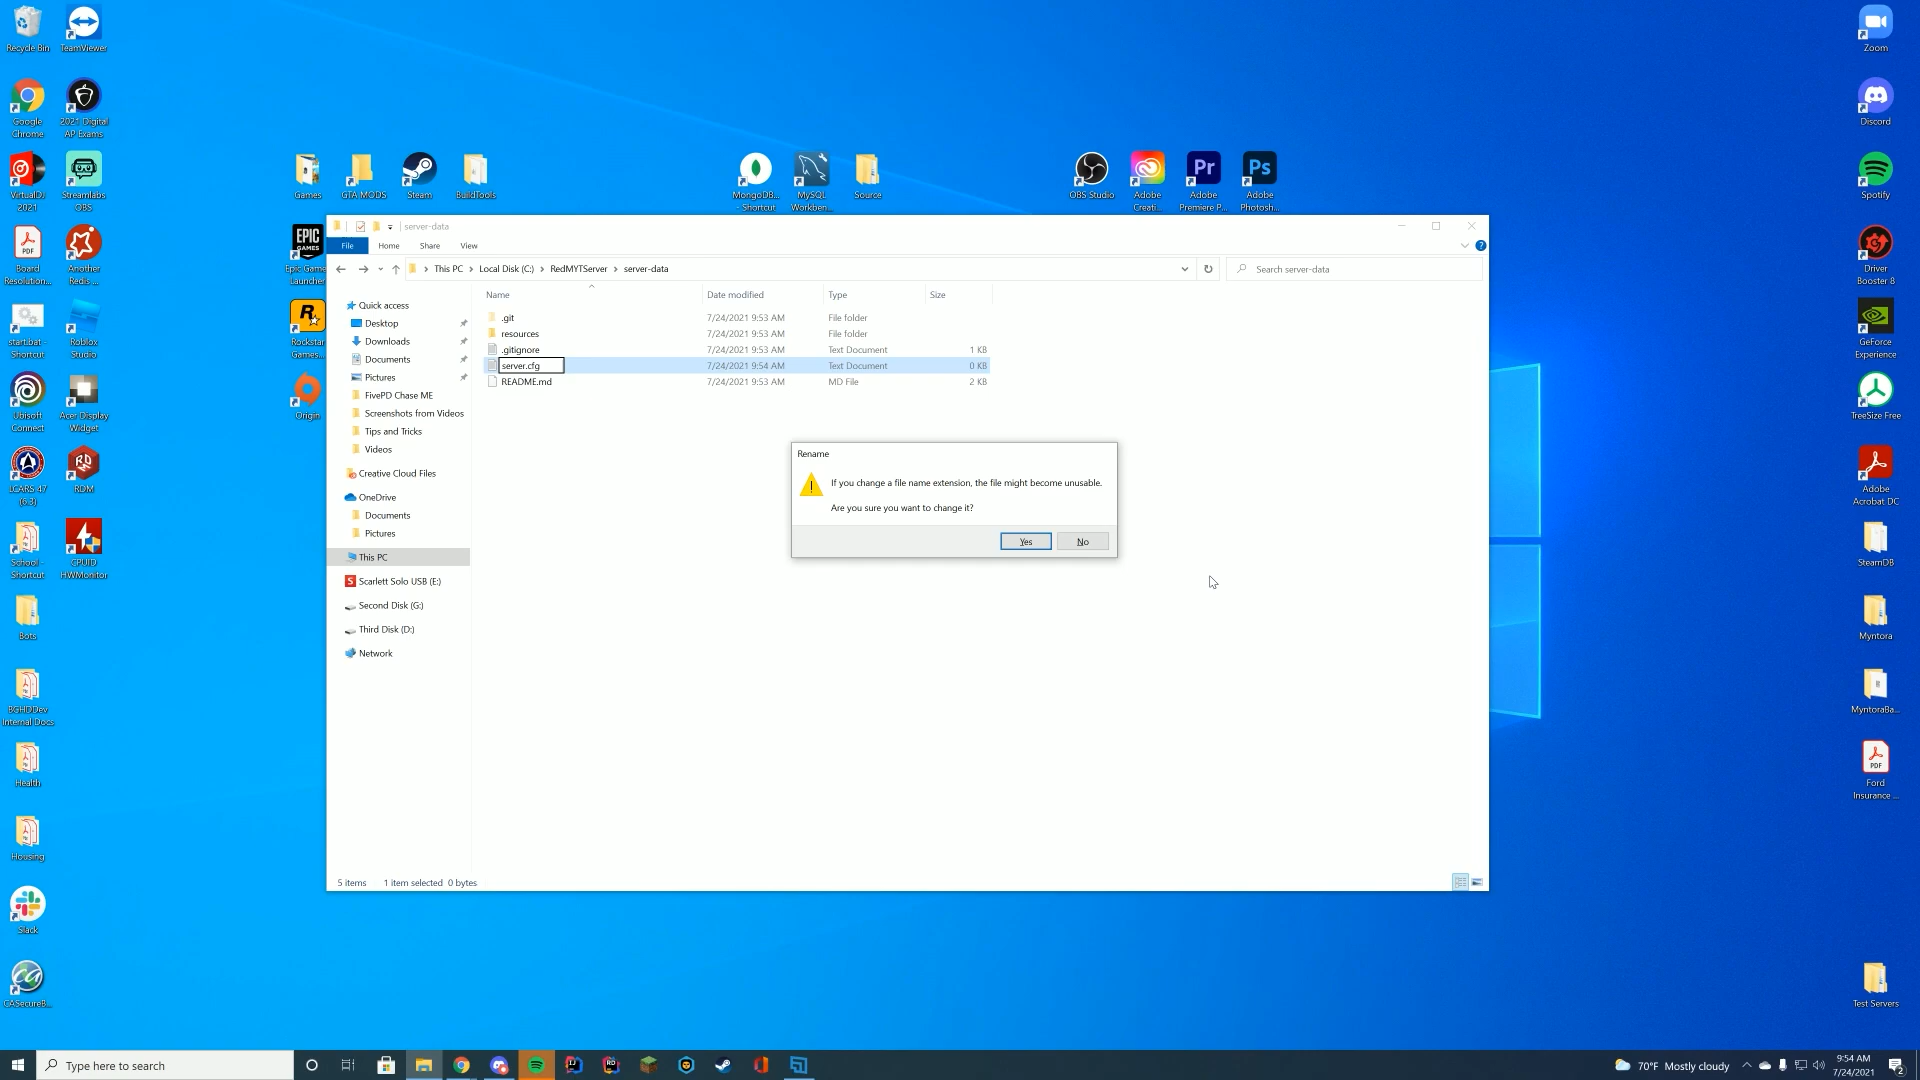 Recycle Bin
TeamViewer
Google
Chrome
2021 Digital
AP Exams
VirtualDJ
2021
Streamlabs
OBS
Board
Resolution...
Another
Redis ...
start.bat -
Shortcut
Roblox
Studio
Ubisoft
Connect
Acer Display
Widget
LCARS 47
(6.3)
RDM
School -
Shortcut
CPUID
HWMonitor
Bots
BGHDDev
Internal Docs
Health
Housing
Slack
CASecureB...
Games
GTA MODS
Steam
BuildTools
MongoDB...
- Shortcut
MySQL
Workben...
Source
OBS Studio
Adobe
Creati...
Adobe
Premiere P...
Adobe
Photosh...
EPIC
GAMES
Epic Game
Launcher
Rockstar
Games...
Origin
server-data
File Home Share View
This PC > Local Disk (C:) > RedMYTServer > server-data
Search server-data
Name Date modified Type Size
.git 7/24/2021 9:53 AM File folder
resources 7/24/2021 9:53 AM File folder
.gitignore 7/24/2021 9:53 AM Text Document 1 KB
server.cfg 7/24/2021 9:54 AM Text Document 0 KB
README.md 7/24/2021 9:53 AM MD File 2 KB
Quick access
Desktop
Downloads
Documents
Pictures
FivePD Chase ME
Screenshots from Videos
Tips and Tricks
Videos
Creative Cloud Files
OneDrive
Documents
Pictures
This PC
Scarlett Solo USB (E:)
Second Disk (G:)
Third Disk (D:)
Network
Rename
If you change a file name extension, the file might become unusable.
Are you sure you want to change it?
Yes No
5 items 1 item selected 0 bytes
Zoom
Discord
Spotify
Driver
Booster 8
GeForce
Experience
TreeSize Free
Adobe
Acrobat DC
SteamDB
Myntora
MyntoraBa...
PDF
Ford
Insurance ...
Test Servers
Type here to search
70°F Mostly cloudy
9:54 AM
7/24/2021
2